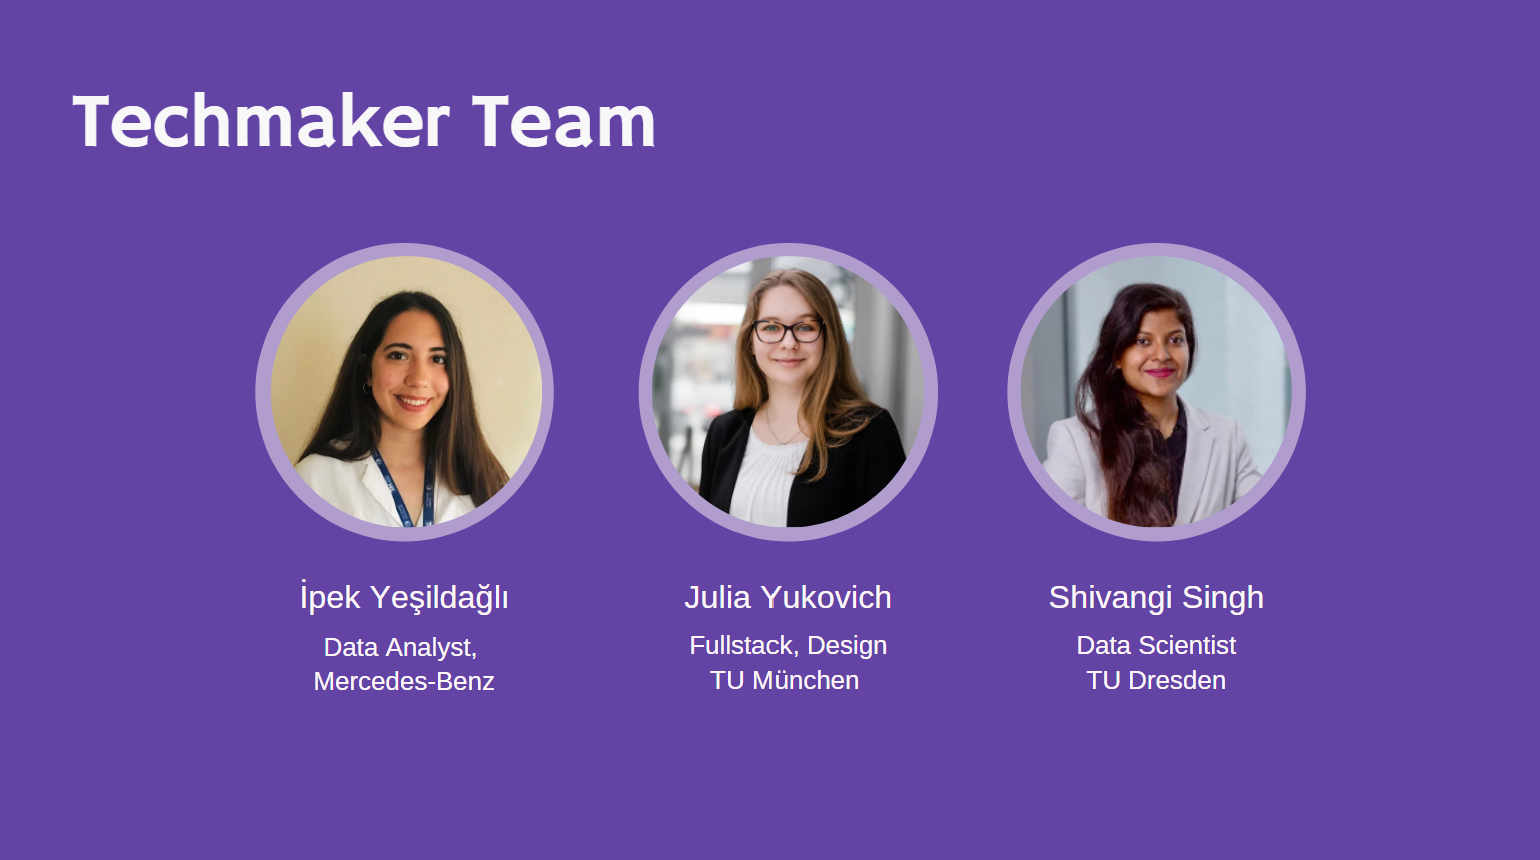 Techmaker Team
İpek Yeşildağlı
Data Analyst,
Mercedes-Benz
Julia Yukovich
Fullstack, Design
TU München
Shivangi Singh
Data Scientist
TU Dresden